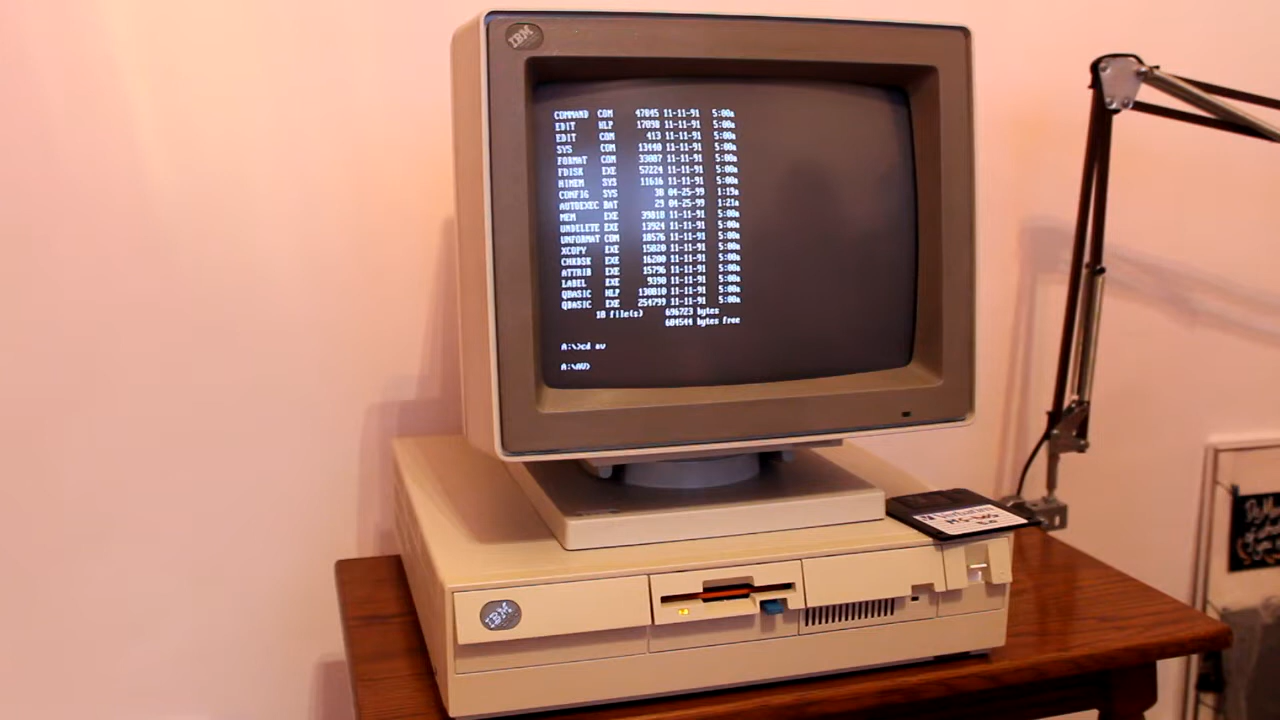 IBM
COMMAND COM 47845 11-11-91 5:00a
EDIT HLP 17898 11-11-91 5:00a
EDIT COM 413 11-11-91 5:00a
SYS COM 13440 11-11-91 5:00a
FORMAT COM 33087 11-11-91 5:00a
FDISK EXE 57224 11-11-91 5:00a
HIMEM SYS 11616 11-11-91 5:00a
CONFIG SYS 38 04-25-99 1:19a
AUTOEXEC BAT 29 04-25-99 1:21a
MEM EXE 39818 11-11-91 5:00a
UNDELETE EXE 13924 11-11-91 5:00a
UNFORMAT COM 18576 11-11-91 5:00a
XCOPY EXE 15820 11-11-91 5:00a
CHKDSK EXE 16200 11-11-91 5:00a
ATTRIB EXE 15796 11-11-91 5:00a
LABEL EXE 9390 11-11-91 5:00a
QBASIC HLP 130810 11-11-91 5:00a
QBASIC EXE 254799 11-11-91 5:00a
18 file(s) 696723 bytes
604544 bytes free
A:\>cd av
A:\AV>
Verbatim
MS-DOS
5.0
IBM